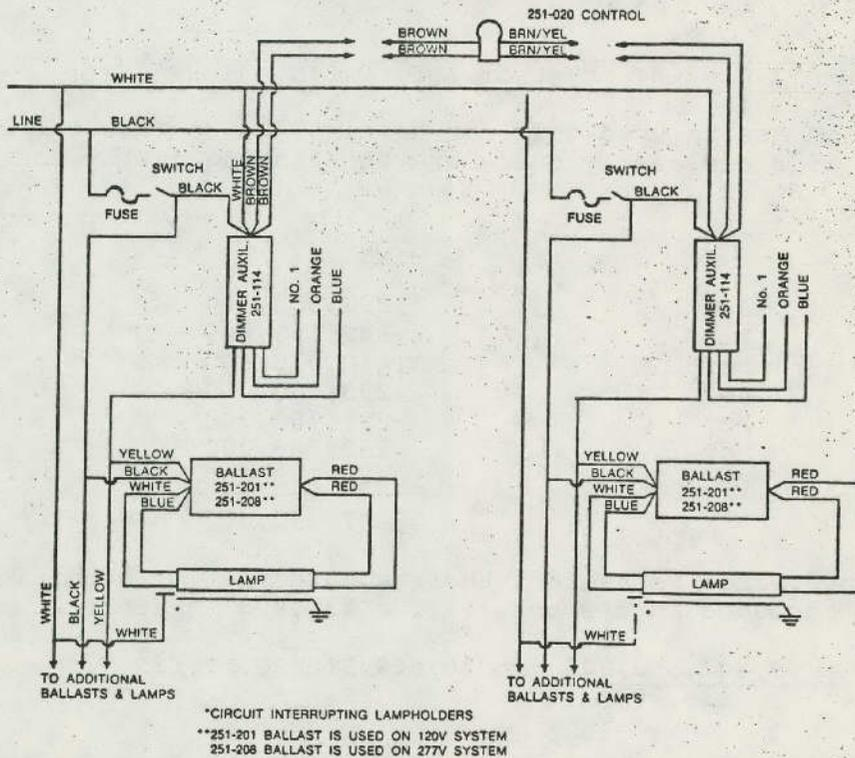 251-020 CONTROL
BROWN BRN/YEL
BROWN BRN/YEL
WHITE
LINE BLACK
SWITCH
BLACK
FUSE
WHITE
BROWN
BROWN
DIMMER AUXIL.
251-114
NO. 1
ORANGE
BLUE
SWITCH
BLACK
FUSE
DIMMER AUXIL.
251-114
No. 1
ORANGE
BLUE
YELLOW
BLACK
WHITE
BLUE
BALLAST
251-201**
251-208**
RED
RED
LAMP
*
WHITE
BLACK
YELLOW
WHITE
TO ADDITIONAL
BALLASTS & LAMPS
YELLOW
BLACK
WHITE
BLUE
BALLAST
251-201**
251-208**
RED
RED
LAMP
*
WHITE
TO ADDITIONAL
BALLASTS & LAMPS
*CIRCUIT INTERRUPTING LAMPHOLDERS
**251-201 BALLAST IS USED ON 120V SYSTEM
251-208 BALLAST IS USED ON 277V SYSTEM